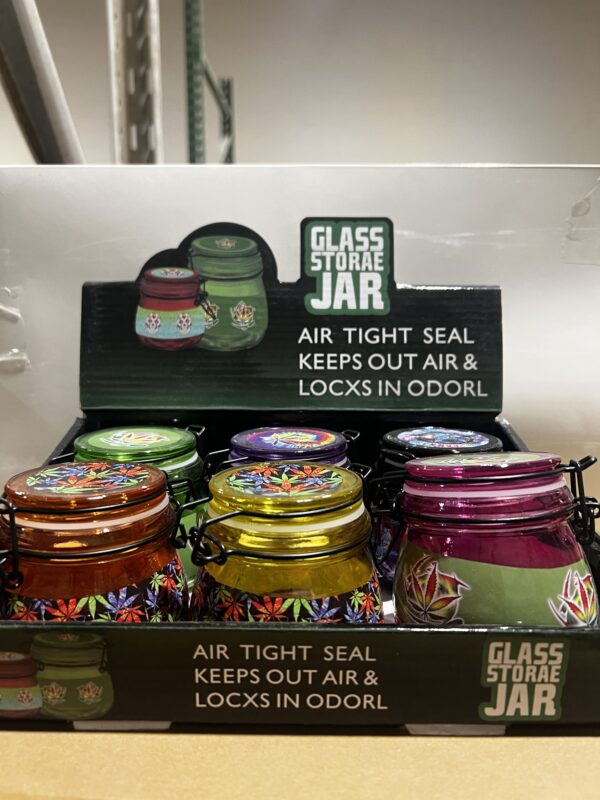 GLASS
STORAE
JAR
AIR TIGHT SEAL
KEEPS OUT AIR &
LOCXS IN ODORL
AIR TIGHT SEAL
KEEPS OUT AIR &
LOCXS IN ODORL
GLASS
STORAE
JAR